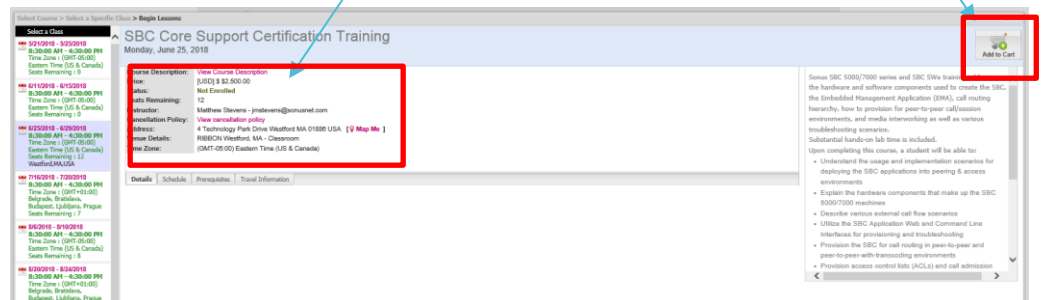 Select Course > Select a Specific Class > Begin Lessons
Select a Class
5/21/2018 - 5/25/2018
8:30:00 AM - 4:30:00 PM
Time Zone : (GMT-05:00)
Eastern Time (US & Canada)
Seats Remaining : 0
6/11/2018 - 6/15/2018
8:30:00 AM - 4:30:00 PM
Time Zone : (GMT-05:00)
Eastern Time (US & Canada)
Seats Remaining : 0
6/25/2018 - 6/29/2018
8:30:00 AM - 4:30:00 PM
Time Zone : (GMT-05:00)
Eastern Time (US & Canada)
Seats Remaining : 12
Westford,MA,USA
7/16/2018 - 7/20/2018
8:30:00 AM - 4:30:00 PM
Time Zone : (GMT+01:00)
Belgrade, Bratislava,
Budapest, Ljubljana, Prague
Seats Remaining : 7
8/6/2018 - 8/10/2018
8:30:00 AM - 4:30:00 PM
Time Zone : (GMT-05:00)
Eastern Time (US & Canada)
Seats Remaining : 8
8/20/2018 - 8/24/2018
8:30:00 AM - 4:30:00 PM
Time Zone : (GMT+01:00)
Belgrade, Bratislava,
Budapest, Ljubljana, Prague
SBC Core Support Certification Training
Monday, June 25, 2018
Add to Cart
Course Description: View Course Description
Price: [USD] $ $2,500.00
Status: Not Enrolled
Seats Remaining: 12
Instructor: Matthew Stevens - jmstevens@sonusnet.com
Cancellation Policy: View cancellation policy
Address: 4 Technology Park Drive Westford MA 01886 USA [ Map Me ]
Venue Details: RIBBON Westford, MA - Classroom
Time Zone: (GMT-05:00) Eastern Time (US & Canada)
Details Schedule Prerequisites Travel Information
Sonus SBC 5000/7000 series and SBC SWe training
the hardware and software components used to create the SBC,
the Embedded Management Application (EMA), call routing
hierarchy, how to provision for peer-to-peer call/session
environments, and media interworking as well as various
troubleshooting scenarios.
Substantial hands-on lab time is included.
Upon completing this course, a student will be able to:
• Understand the usage and implementation scenarios for
deploying the SBC applications into peering & access
environments
• Explain the hardware components that make up the SBC
5000/7000 machines
• Describe various external call flow scenarios
• Utilize the SBC Application Web and Command Line
Interfaces for provisioning and troubleshooting
• Provision the SBC for call routing in peer-to-peer and
peer-to-peer-with-transcoding environments
• Provision access control lists (ACLs) and call admission